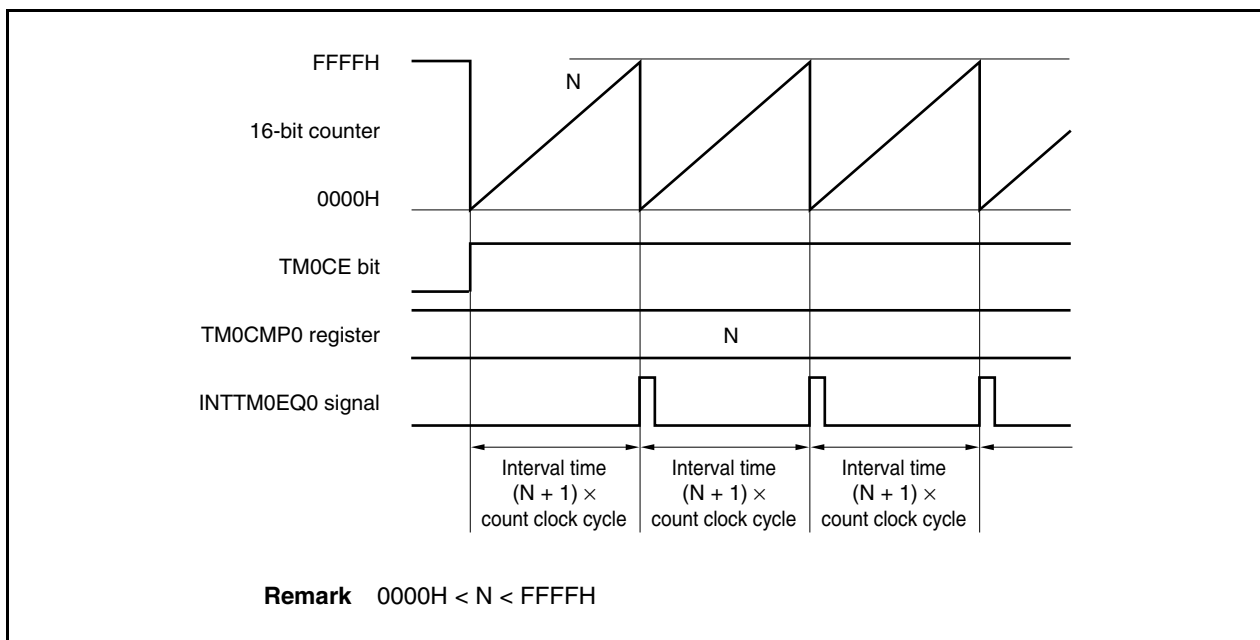 FFFFH
N
16-bit counter
0000H
TM0CE bit
TM0CMP0 register
N
INTTM0EQ0 signal
Interval time
(N + 1) ×
count clock cycle
Interval time
(N + 1) ×
count clock cycle
Interval time
(N + 1) ×
count clock cycle
Remark 0000H < N < FFFFH